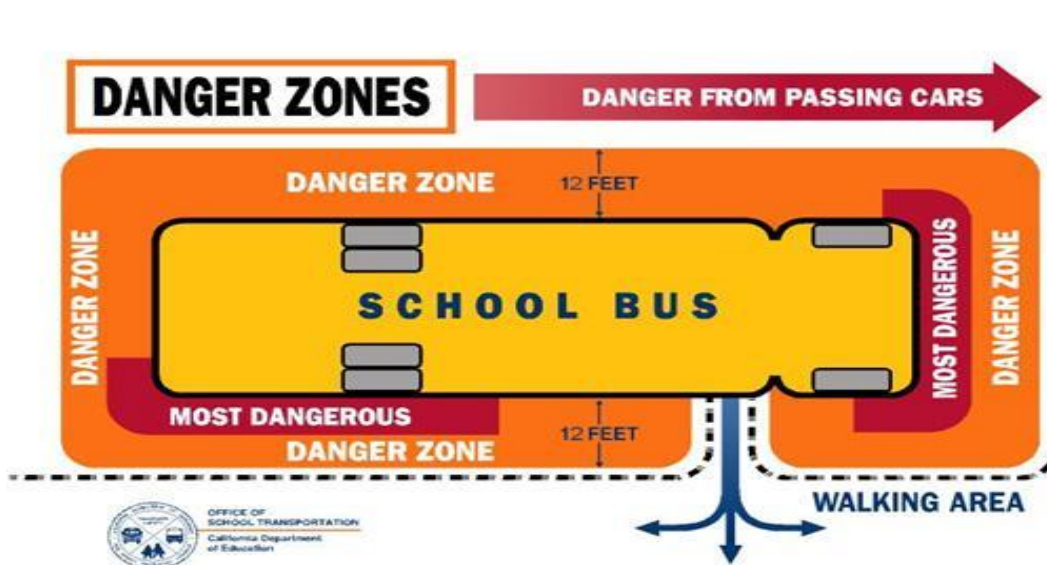 DANGER ZONES
DANGER FROM PASSING CARS
DANGER ZONE
12 FEET
DANGER ZONE
SCHOOL BUS
MOST DANGEROUS
DANGER ZONE
MOST DANGEROUS
12 FEET
DANGER ZONE
WALKING AREA
OFFICE OF
SCHOOL TRANSPORTATION
California Department
of Education